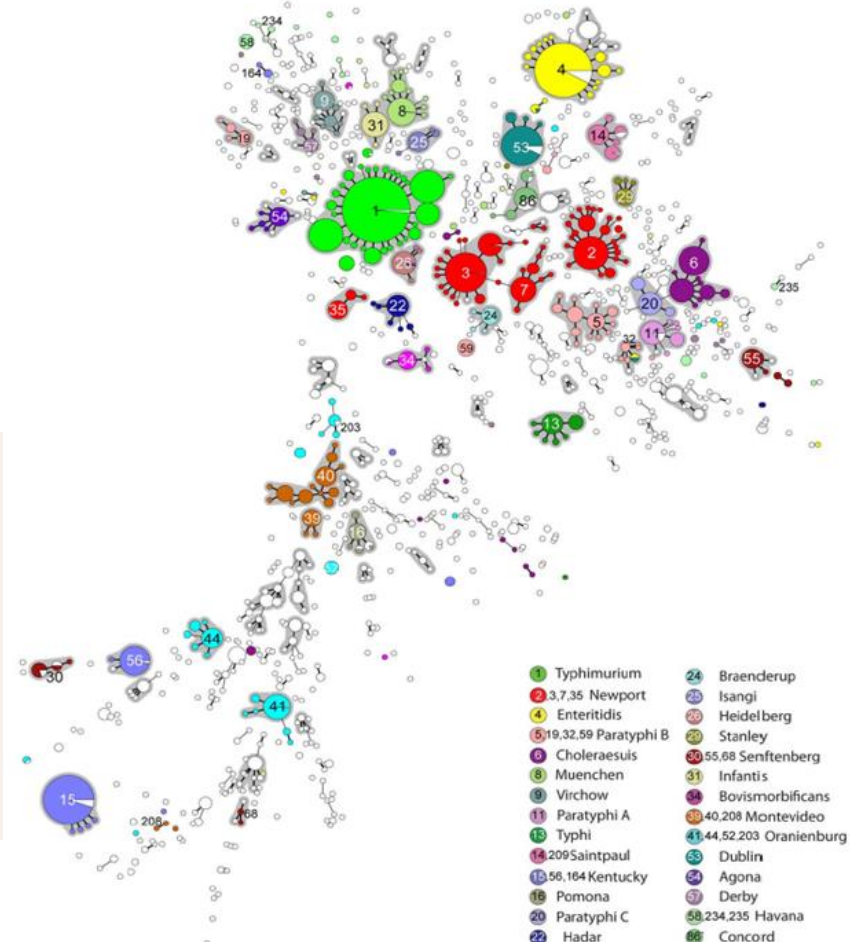 234
58
164
4
9
8
31
19
57
25
14
53
29
86
54
1
28
2
3
6
7
20
235
35
22
24
5
11
32
59
34
55
203
13
40
39
16
52
44
56
30
41
15
208
68
1 Typhimurium
2,3,7,35 Newport
4 Enteritidis
5,19,32,59 Paratyphi B
6 Choleraesuis
8 Muenchen
9 Virchow
11 Paratyphi A
13 Typhi
14,209 Saintpaul
15,56,164 Kentucky
16 Pomona
20 Paratyphi C
22 Hadar
24 Braenderup
25 Isangi
26 Heidelberg
29 Stanley
30,55,68 Senftenberg
31 Infantis
34 Bovismorbificans
39,40,208 Montevideo
41,44,52,203 Oranienburg
53 Dublin
54 Agona
57 Derby
58,234,235 Havana
86 Concord